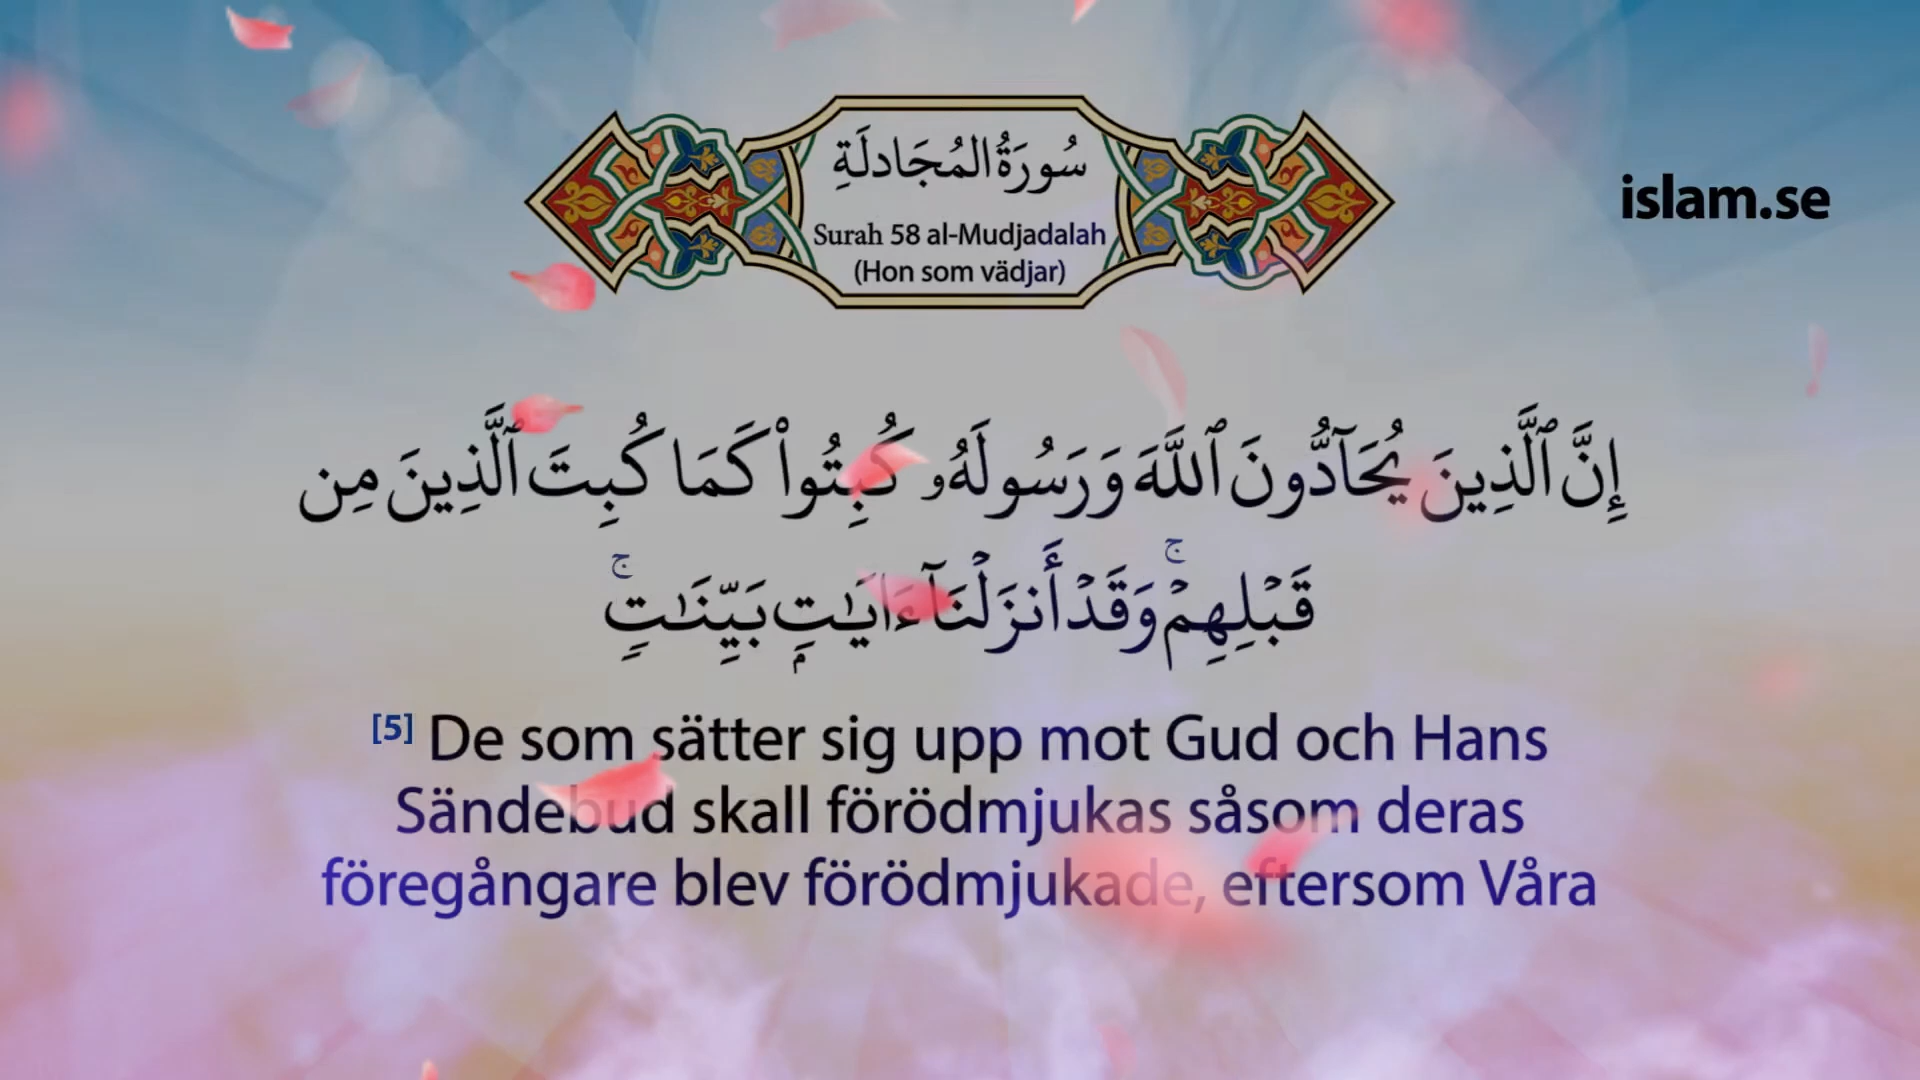 سُورَةُ المُجَادلَةِ
Surah 58 al-Mudjadalah
(Hon som vädjar)
islam.se
إِنَّ ٱلَّذِينَ يُحَآدُّونَ ٱللَّهَ وَرَسُولَهُۥ كُبِتُوا۟ كَمَا كُبِتَ ٱلَّذِينَ مِن
قَبْلِهِمْ ۚ وَقَدْ أَنزَلْنَآ ءَايَـٰتٍۭ بَيِّنَـٰتٍ ۚ
[5] De som sätter sig upp mot Gud och Hans
Sändebud skall förödmjukas såsom deras
föregångare blev förödmjukade, eftersom Våra